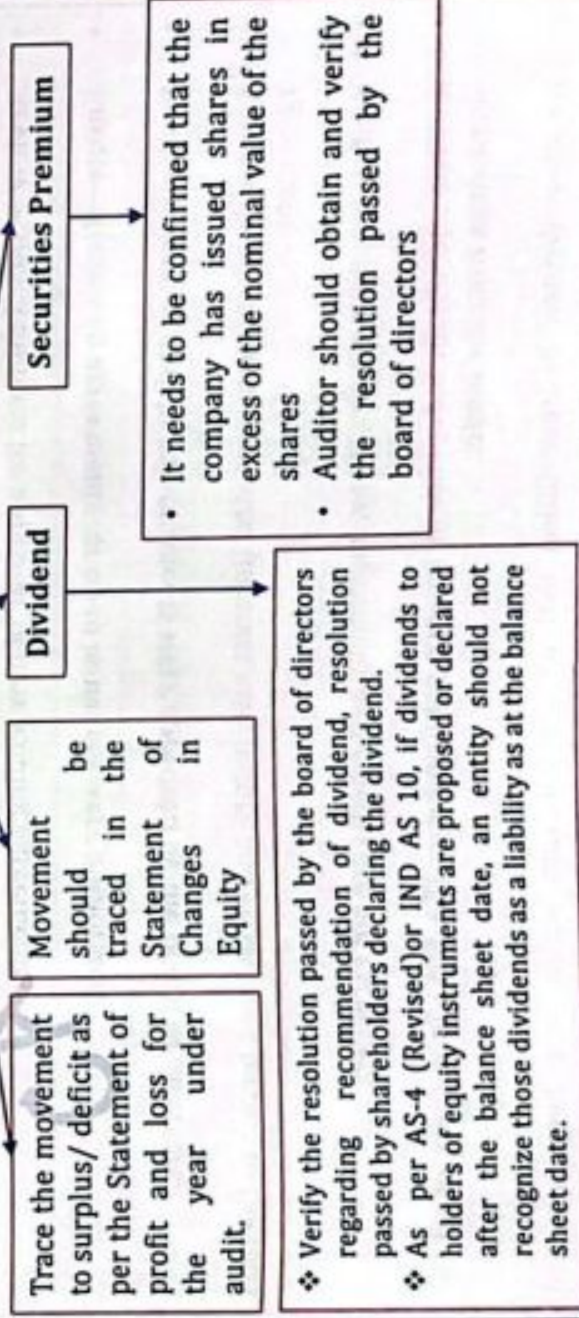 Trace the movement
to surplus/ deficit as
per the Statement of
profit and loss for
the year under
audit.
Movement
should be
traced in the
Statement of
Changes in
Equity
Dividend
Securities Premium
❖ Verify the resolution passed by the board of directors
regarding recommendation of dividend, resolution
passed by shareholders declaring the dividend.
❖ As per AS-4 (Revised)or IND AS 10, if dividends to
holders of equity instruments are proposed or declared
after the balance sheet date, an entity should not
recognize those dividends as a liability as at the balance
sheet date.
• It needs to be confirmed that the
company has issued shares in
excess of the nominal value of the
shares
• Auditor should obtain and verify
the resolution passed by the
board of directors